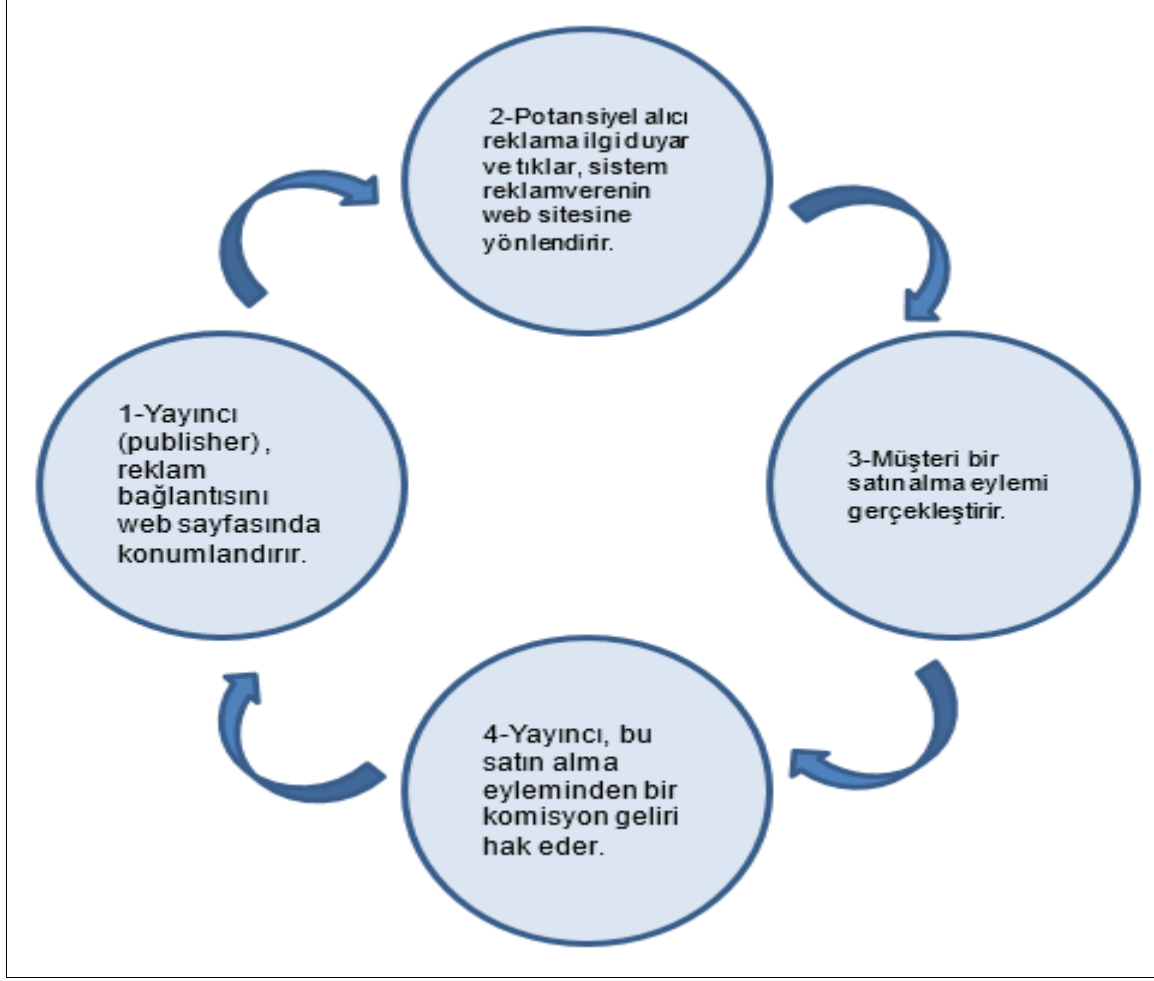 1-Yayıncı
(publisher),
reklam
bağlantısını
web sayfasında
konumlandırır.
2-Potansiyel alıcı
reklama ilgi duyar
ve tıklar, sistem
reklamverenin
web sitesine
yönlendirir.
3-Müşteri bir
satın alma eylemi
gerçekleştirir.
4-Yayıncı, bu
satın alma
eyleminden bir
komisyon geliri
hak eder.